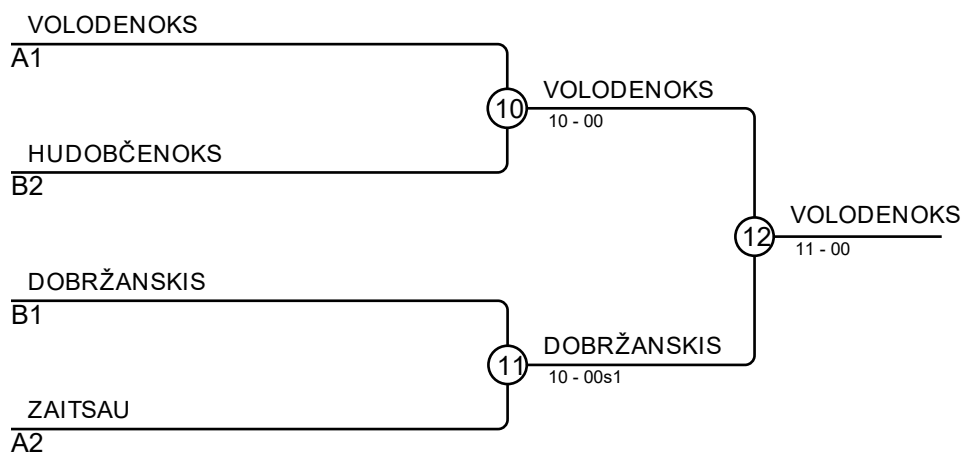 VOLODENOKS
A1
10
VOLODENOKS
10 - 00
HUDOBČENOKS
B2
12
VOLODENOKS
11 - 00
DOBRŽANSKIS
B1
11
DOBRŽANSKIS
10 - 00s1
ZAITSAU
A2